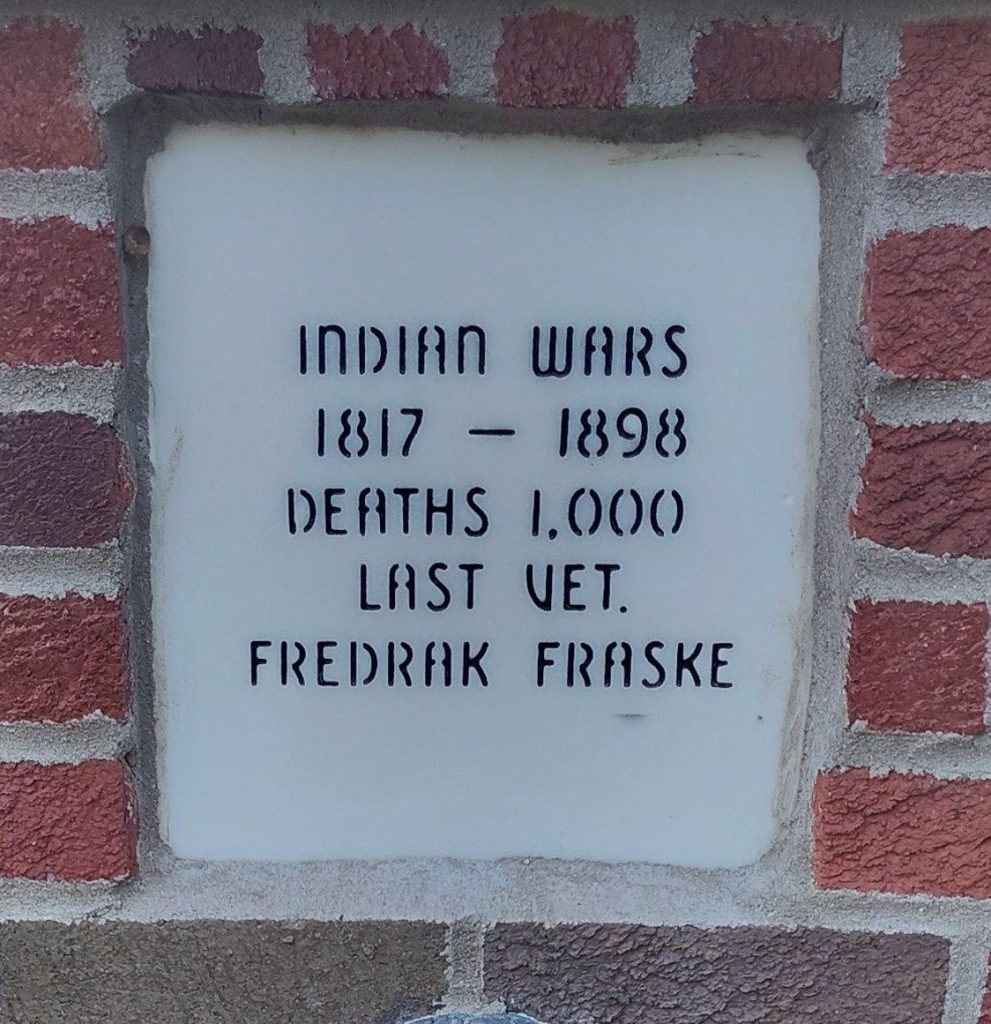 INDIAN WARS
1817 — 1898
DEATHS 1,000
LAST VET.
FREDRAK FRASKE